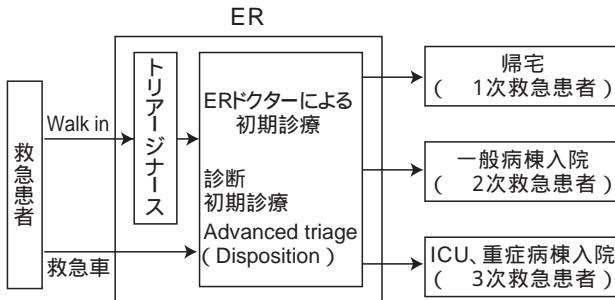 ER
救急患者
Walk in
救急車
トリアージナース
ERドクターによる
初期診療
診断
初期診療
Advanced triage
( Disposition )
帰宅
( 1次救急患者 )
一般病棟入院
( 2次救急患者 )
ICU、重症病棟入院
( 3次救急患者 )